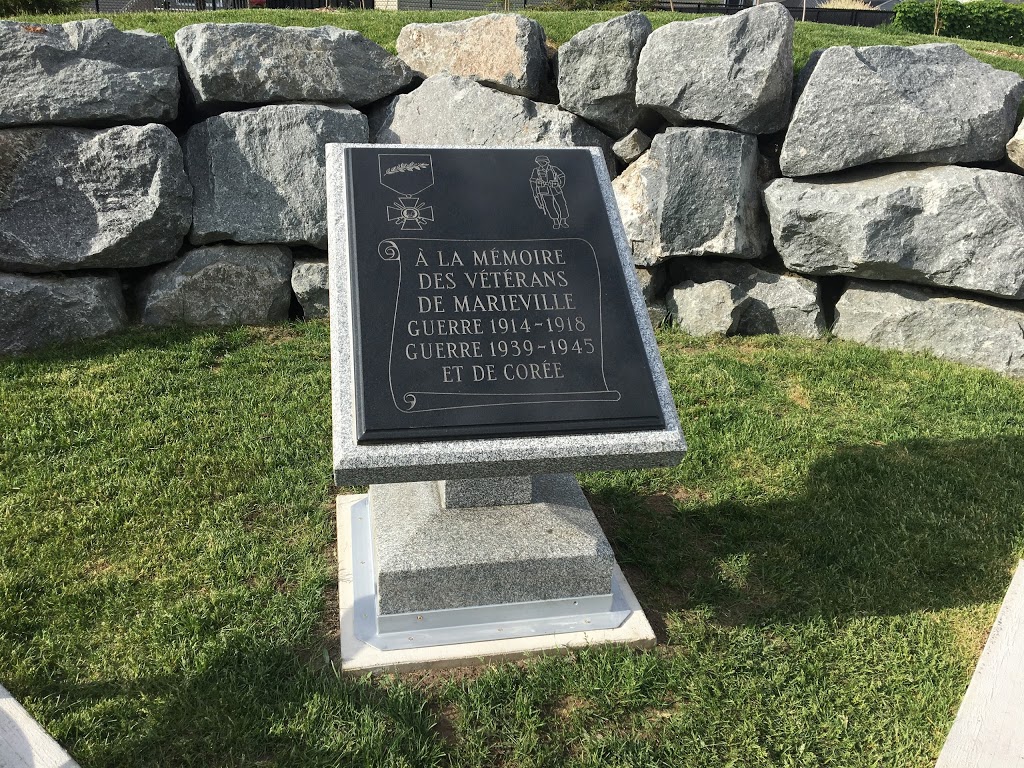 À LA MÉMOIRE
DES VÉTÉRANS
DE MARIEVILLE
GUERRE 1914-1918
GUERRE 1939-1945
ET DE CORÉE